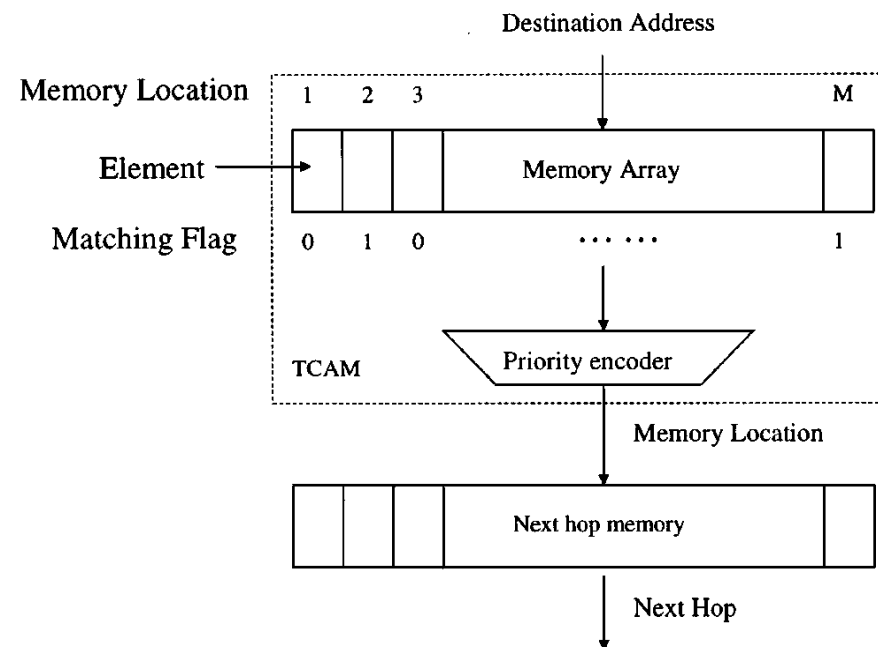 Destination Address
Memory Location 1 2 3 M
Element Memory Array
Matching Flag 0 1 0 ... ... 1
TCAM Priority encoder
Memory Location
Next hop memory
Next Hop